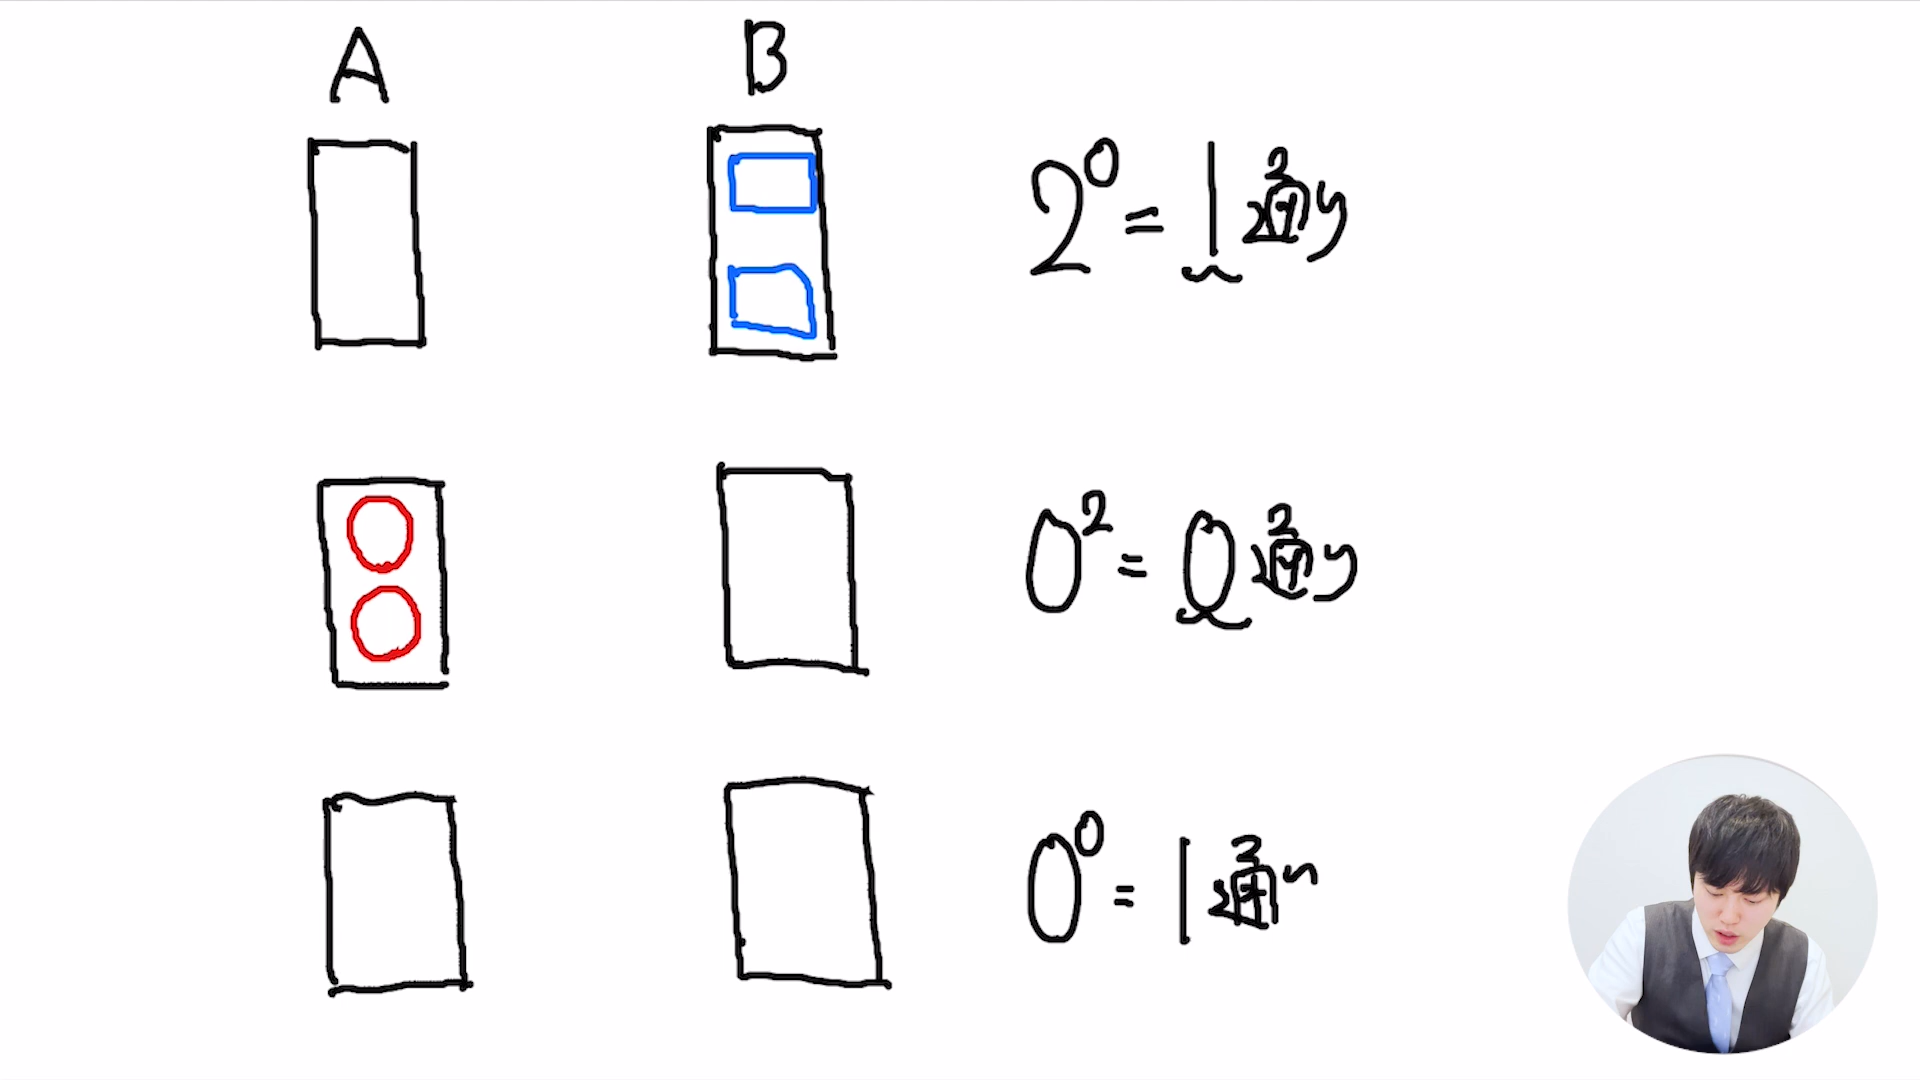 A B
2⁰ = 1通り
0² = 0通り
0⁰ = 1通り